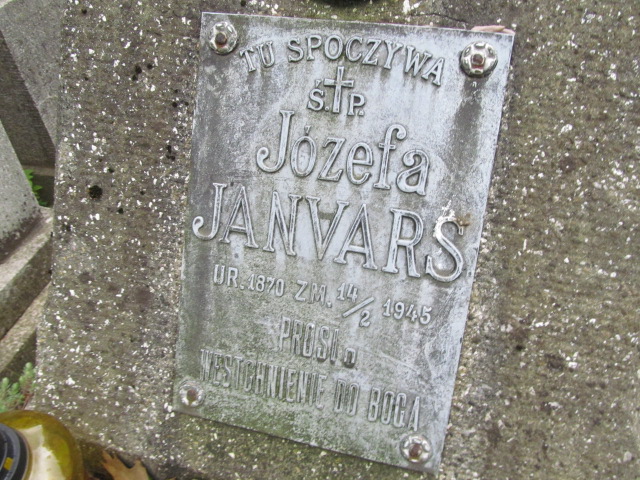 TU SPOCZYWA
Ś✝P.
Józefa
JANVARS
UR. 1870 ZM. 14/2 1945
PROSI o
WESTCHNIENIE DO BOGA